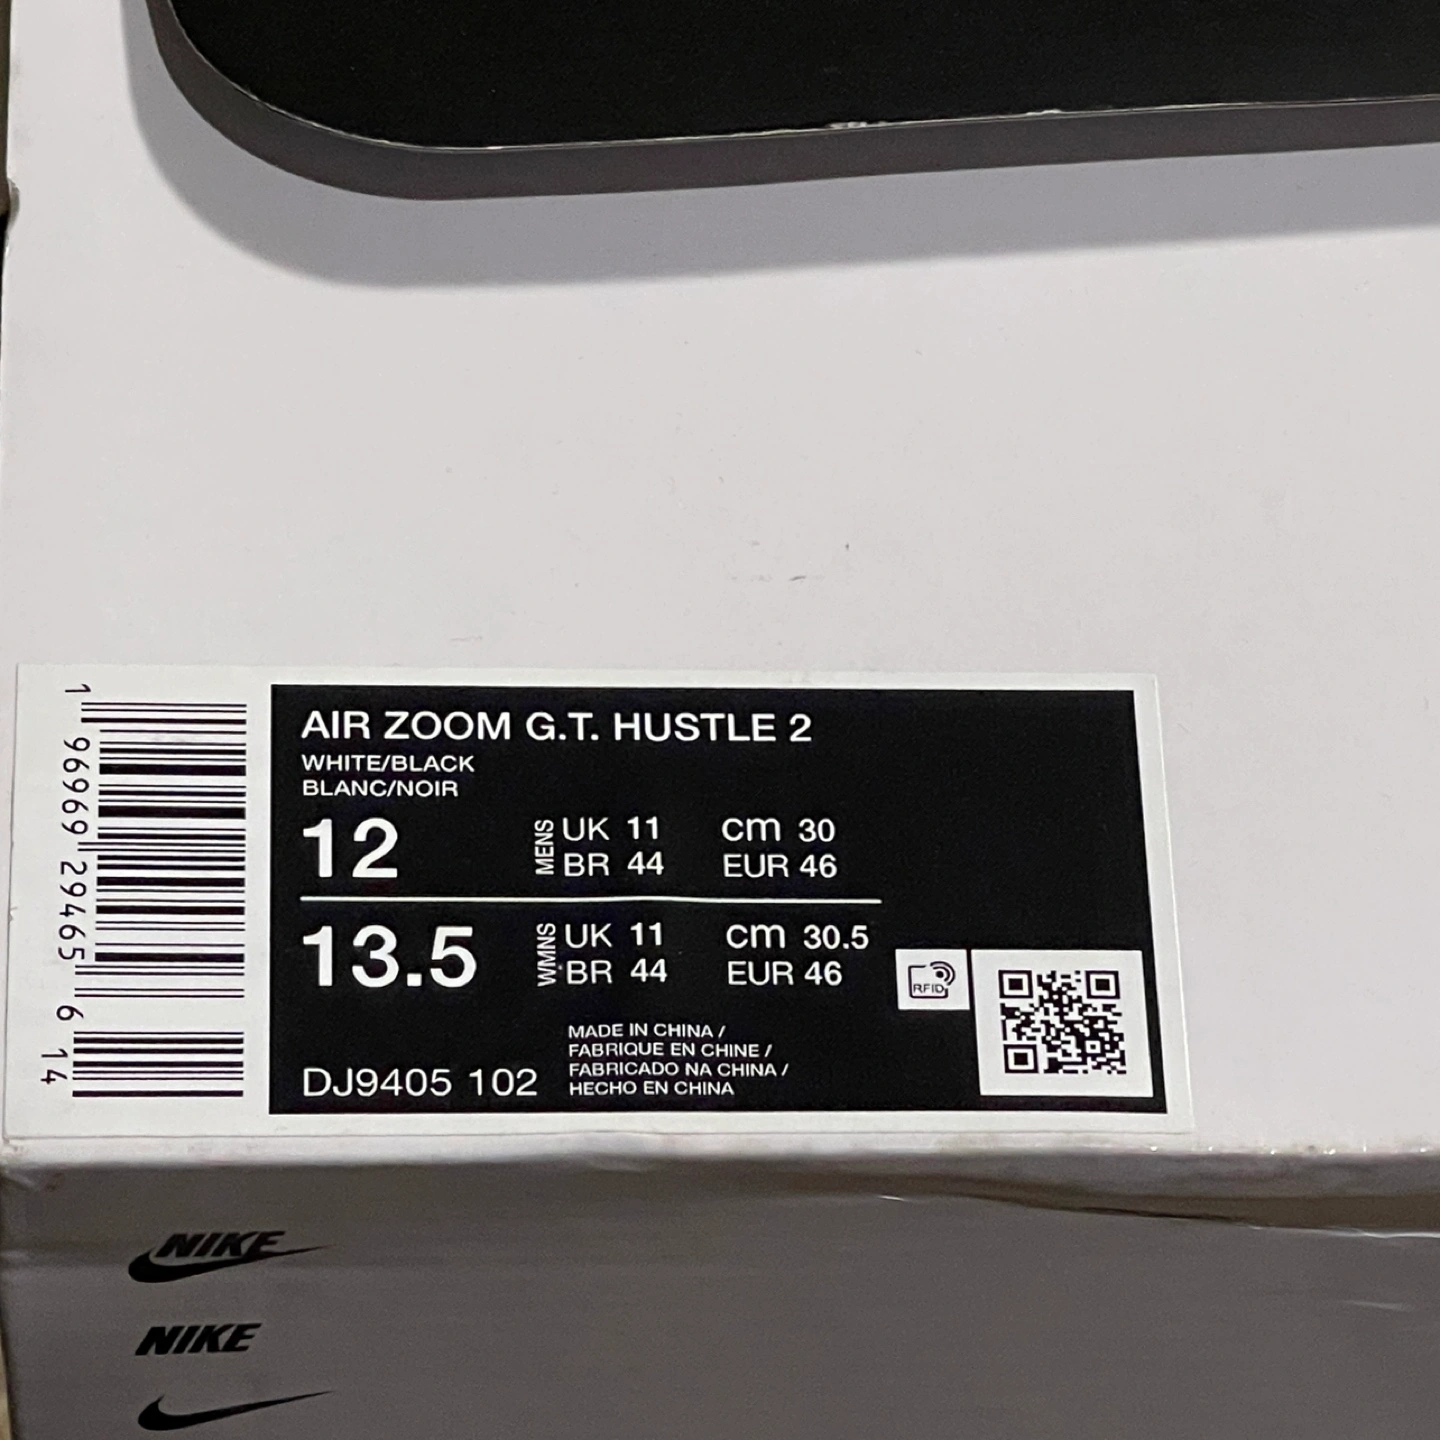 AIR ZOOM G.T. HUSTLE 2
WHITE/BLACK
BLANC/NOIR
12 MENS UK 11 cm 30
BR 44 EUR 46
13.5 WMNS UK 11 cm 30.5
BR 44 EUR 46
RFID
MADE IN CHINA /
FABRIQUE EN CHINE /
FABRICADO NA CHINA /
HECHO EN CHINA
DJ9405 102
1 96969 29465 6 14
NIKE
NIKE